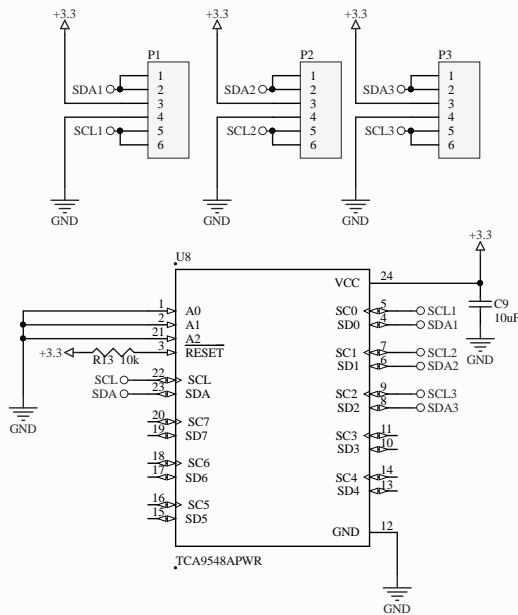 +3.3 +3.3 +3.3
P1 P2 P3
SDA1 1 2 3 4 5 6 SCL1
SDA2 1 2 3 4 5 6 SCL2
SDA3 1 2 3 4 5 6 SCL3
GND GND GND
U8
+3.3
VCC 24
C9
10uF
GND
1 A0
2 A1
21 A2
+3.3 R13 10k 3 RESET
SCL 22 SCL
SDA 23 SDA
GND
20 SC7
19 SD7
18 SC6
17 SD6
16 SC5
15 SD5
SC0 5 SCL1
SD0 4 SDA1
SC1 7 SCL2
SD1 6 SDA2
SC2 9 SCL3
SD2 8 SDA3
SC3 11
SD3 10
SC4 14
SD4 13
GND 12
TCA9548APWR
GND